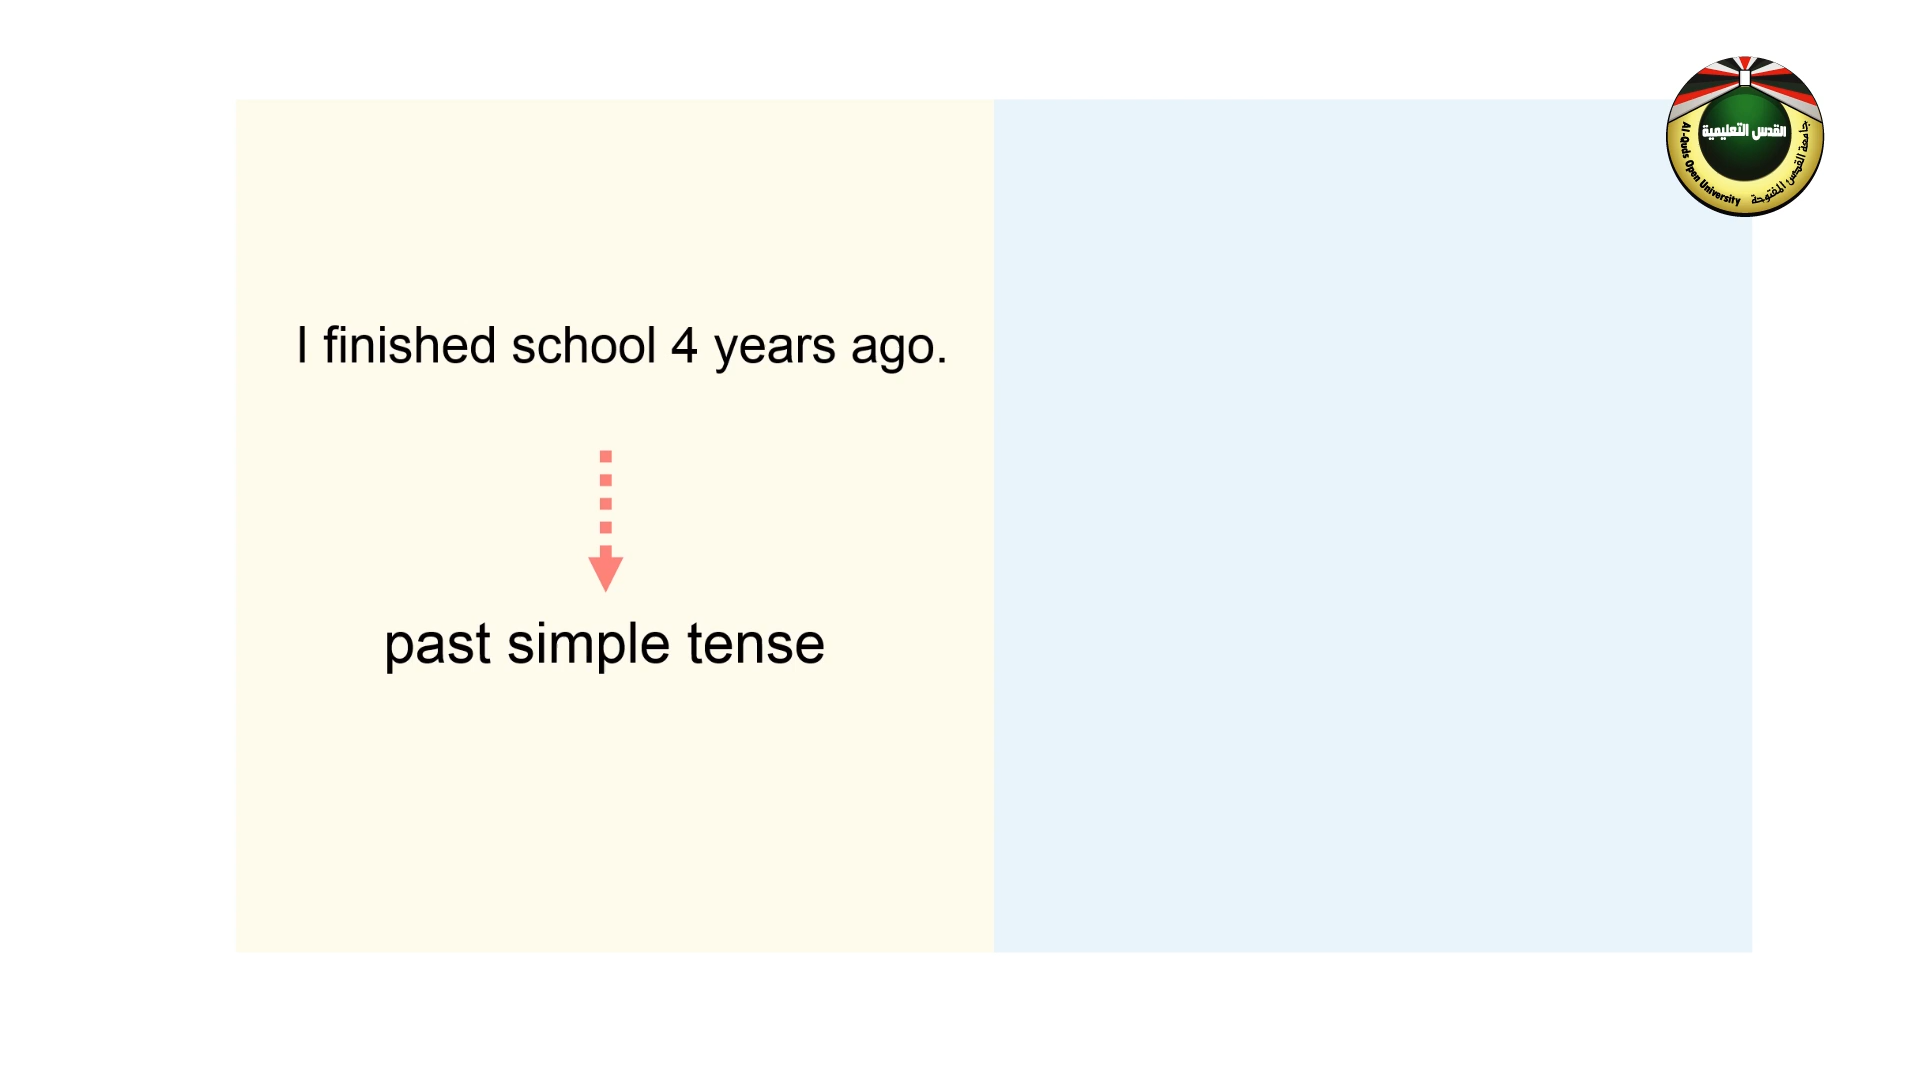 I finished school 4 years ago.
past simple tense
القدس التعليمية
Al-Quds Open University
جامعة القدس المفتوحة